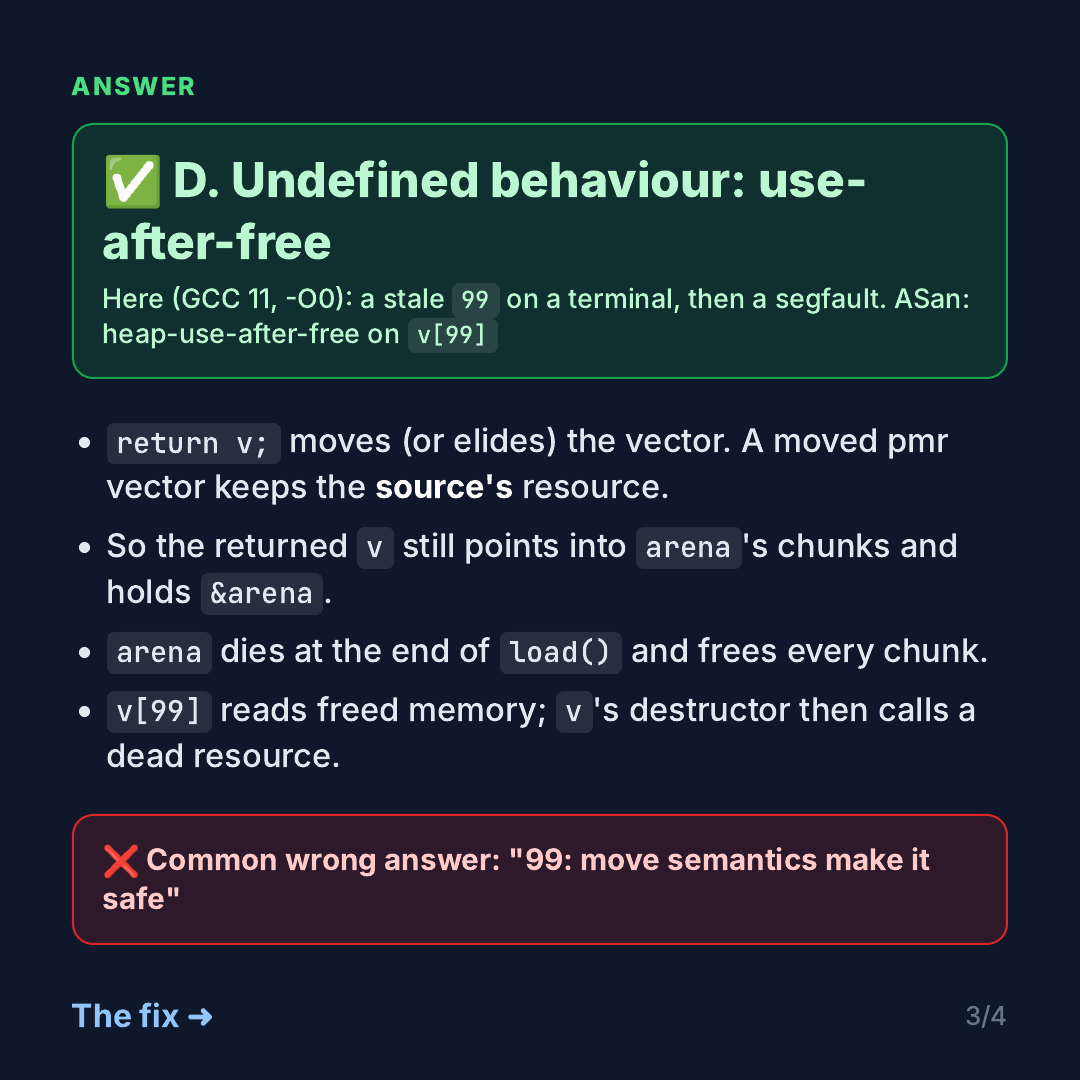 ANSWER
✅ D. Undefined behaviour: use-
after-free
Here (GCC 11, -O0): a stale 99 on a terminal, then a segfault. ASan:
heap-use-after-free on v[99]
• return v; moves (or elides) the vector. A moved pmr
vector keeps the source's resource.
• So the returned v still points into arena's chunks and
holds &arena.
• arena dies at the end of load() and frees every chunk.
• v[99] reads freed memory; v's destructor then calls a
dead resource.
❌ Common wrong answer: "99: move semantics make it
safe"
The fix ➜
3/4